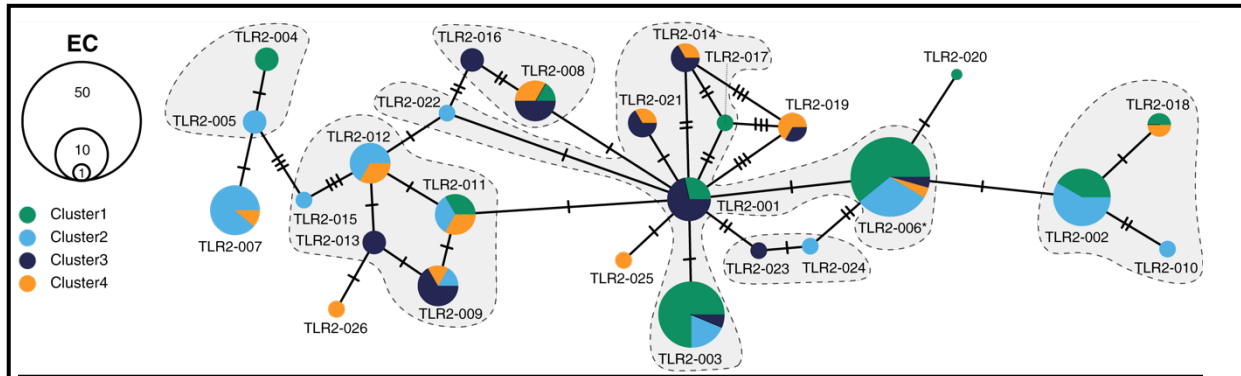 EC
50
10
1
Cluster1
Cluster2
Cluster3
Cluster4
TLR2-004
TLR2-005
TLR2-007
TLR2-016
TLR2-008
TLR2-022
TLR2-012
TLR2-011
TLR2-015
TLR2-013
TLR2-009
TLR2-026
TLR2-014
TLR2-017
TLR2-021
TLR2-019
TLR2-001
TLR2-025
TLR2-023
TLR2-024
TLR2-003
TLR2-020
TLR2-006*
TLR2-018
TLR2-002
TLR2-010